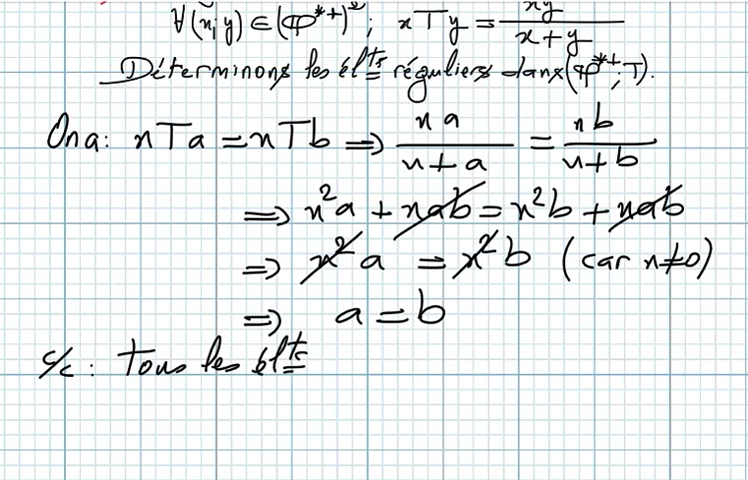 ∀(x,y) ∈ (ℚ*+)²; xTy = xy / x+y
Déterminons les élts réguliers dans (ℚ*+; T).
On a: xTa = xTb ⟹ xa / x+a = xb / x+b
⟹ x²a + xab = x²b + xab
⟹ x²a = x²b (car x≠0)
⟹ a = b
c/c: tous les élts